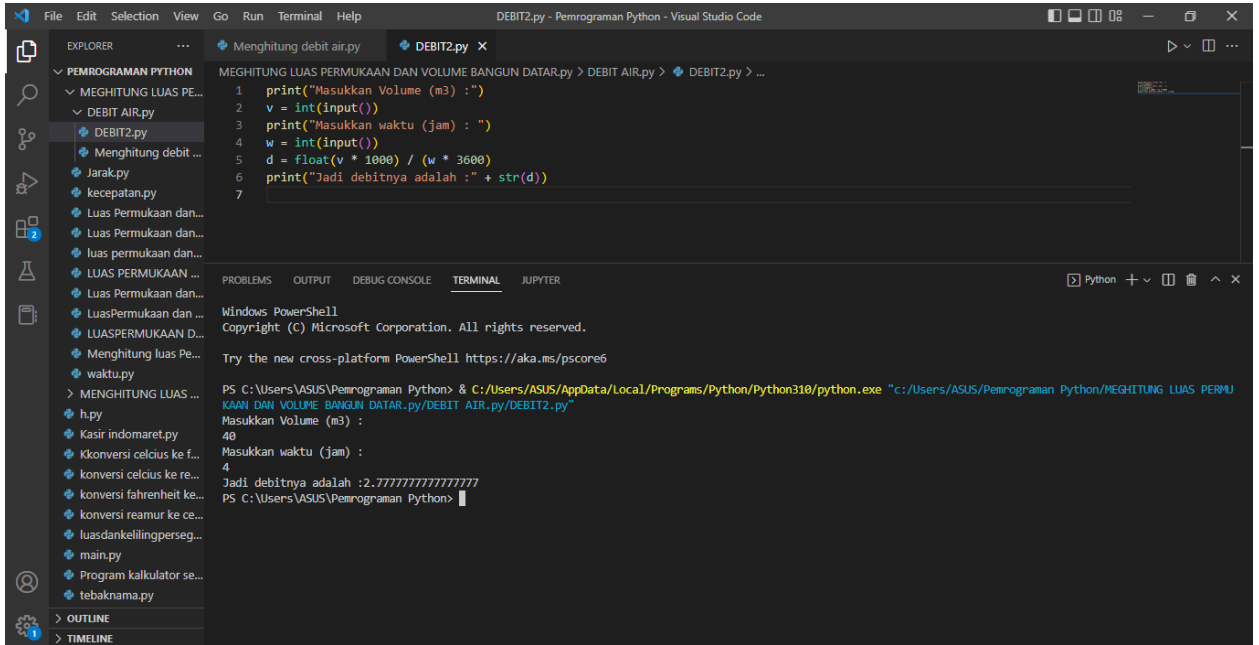 File Edit Selection View Go Run Terminal Help
DEBIT2.py - Pemrograman Python - Visual Studio Code
EXPLORER
PEMROGRAMAN PYTHON
MEGHITUNG LUAS PE...
DEBIT AIR.py
DEBIT2.py
Menghitung debit ...
Jarak.py
kecepatan.py
Luas Permukaan dan...
Luas Permukaan dan...
luas permukaan dan...
LUAS PERMUKAAN ...
Luas Permukaan dan...
LuasPermukaan dan ...
LUASPERMUKAAN D...
Menghitung luas Pe...
waktu.py
MENGHITUNG LUAS ...
h.py
Kasir indomaret.py
Kkonversi celcius ke f...
konversi celcius ke re...
konversi fahrenheit ke...
konversi reamur ke ce...
luasdankelilingperseg...
main.py
Program kalkulator se...
tebaknama.py
OUTLINE
TIMELINE
2
1
Menghitung debit air.py DEBIT2.py
MEGHITUNG LUAS PERMUKAAN DAN VOLUME BANGUN DATAR.py > DEBIT AIR.py > DEBIT2.py > ...
1 print("Masukkan Volume (m3) :")
2 v = int(input())
3 print("Masukkan waktu (jam) : ")
4 w = int(input())
5 d = float(v * 1000) / (w * 3600)
6 print("Jadi debitnya adalah :" + str(d))
7
PROBLEMS OUTPUT DEBUG CONSOLE TERMINAL JUPYTER
Python
Windows PowerShell
Copyright (C) Microsoft Corporation. All rights reserved.
Try the new cross-platform PowerShell https://aka.ms/pscore6
PS C:\Users\ASUS\Pemrograman Python> & C:/Users/ASUS/AppData/Local/Programs/Python/Python310/python.exe "c:/Users/ASUS/Pemrograman Python/MEGHITUNG LUAS PERMU
KAAN DAN VOLUME BANGUN DATAR.py/DEBIT AIR.py/DEBIT2.py"
Masukkan Volume (m3) :
40
Masukkan waktu (jam) :
4
Jadi debitnya adalah :2.7777777777777777
PS C:\Users\ASUS\Pemrograman Python>